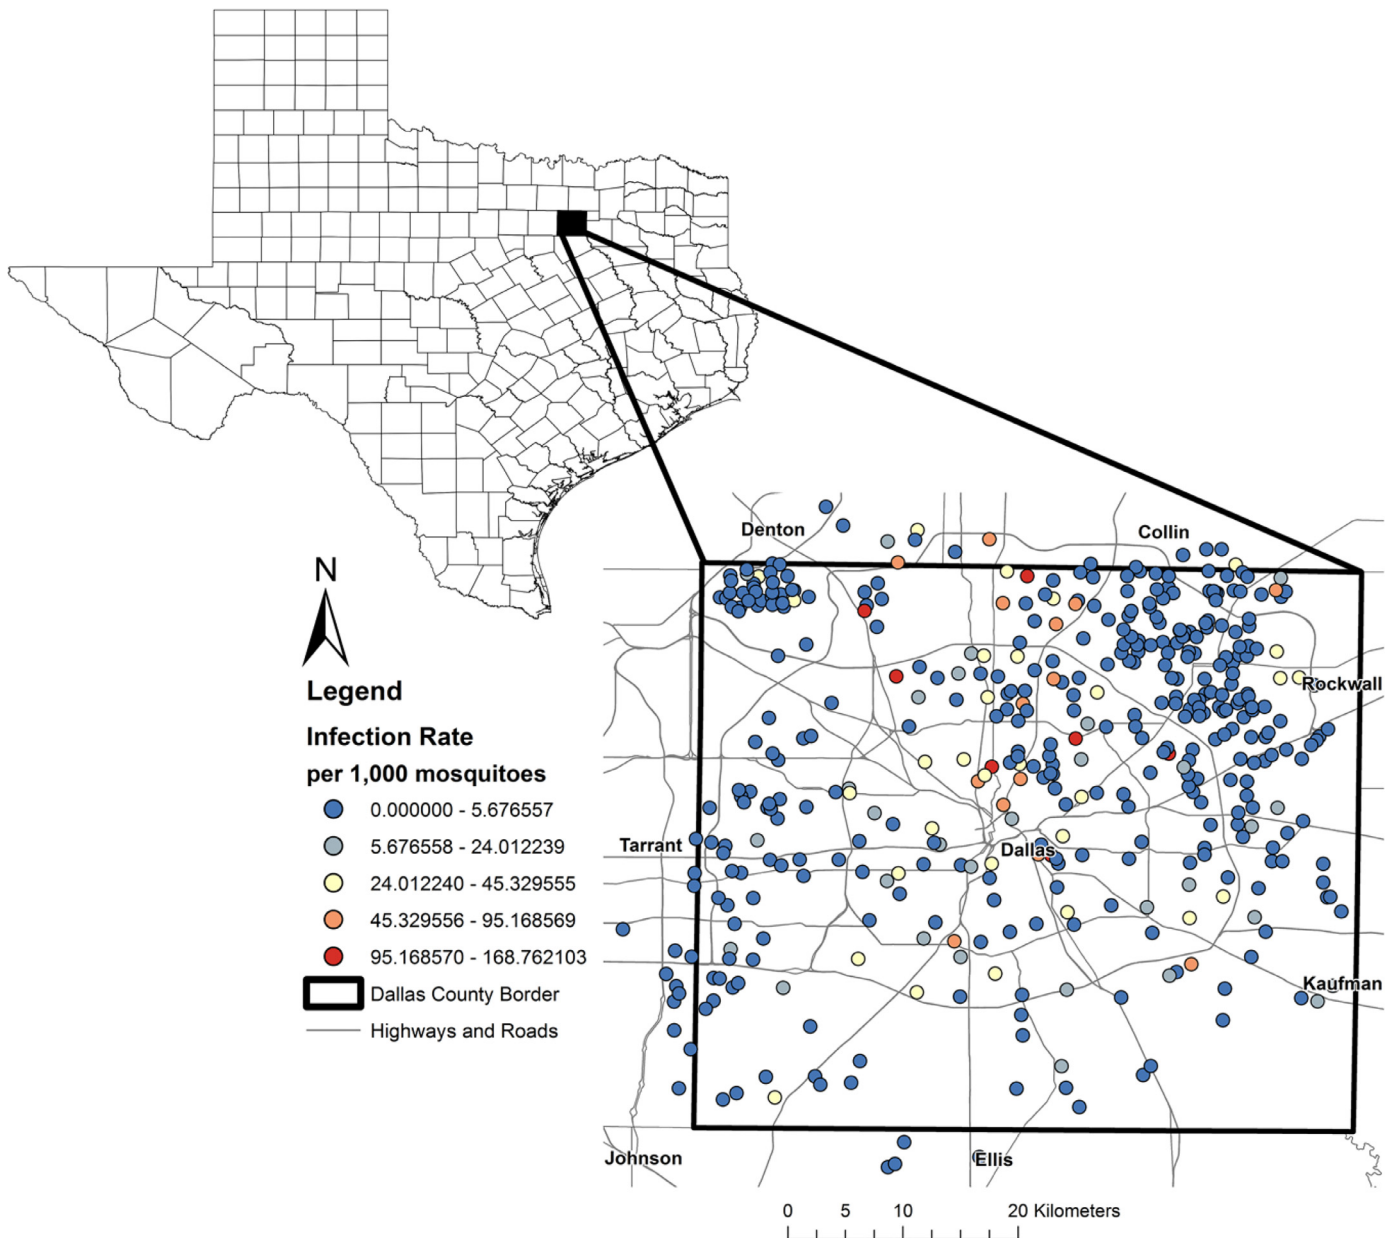 Denton
Collin
N
Legend
Infection Rate
per 1,000 mosquitoes
0.000000 - 5.676557
5.676558 - 24.012239
24.012240 - 45.329555
45.329556 - 95.168569
95.168570 - 168.762103
Dallas County Border
Highways and Roads
Rockwall
Tarrant
Dallas
Kaufman
Johnson
Ellis
0 5 10 20 Kilometers